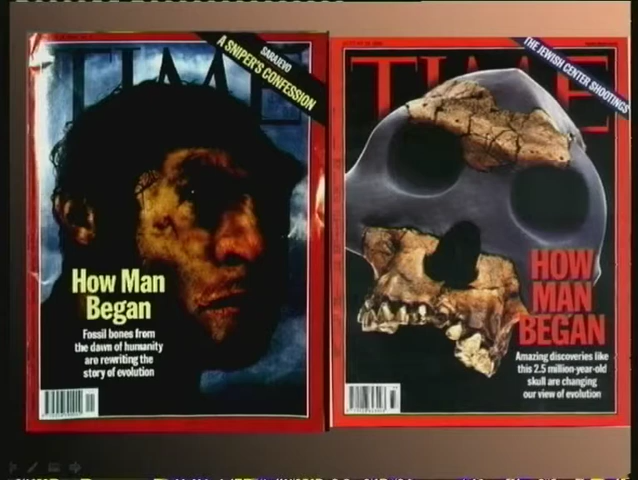 SARAJEVO
A SNIPER'S CONFESSION
TIME
How Man
Began
Fossil bones from
the dawn of humanity
are rewriting the
story of evolution
THE JEWISH CENTER SHOOTINGS
TIME
HOW
MAN
BEGAN
Amazing discoveries like
this 2.5 million-year-old
skull are changing
our view of evolution